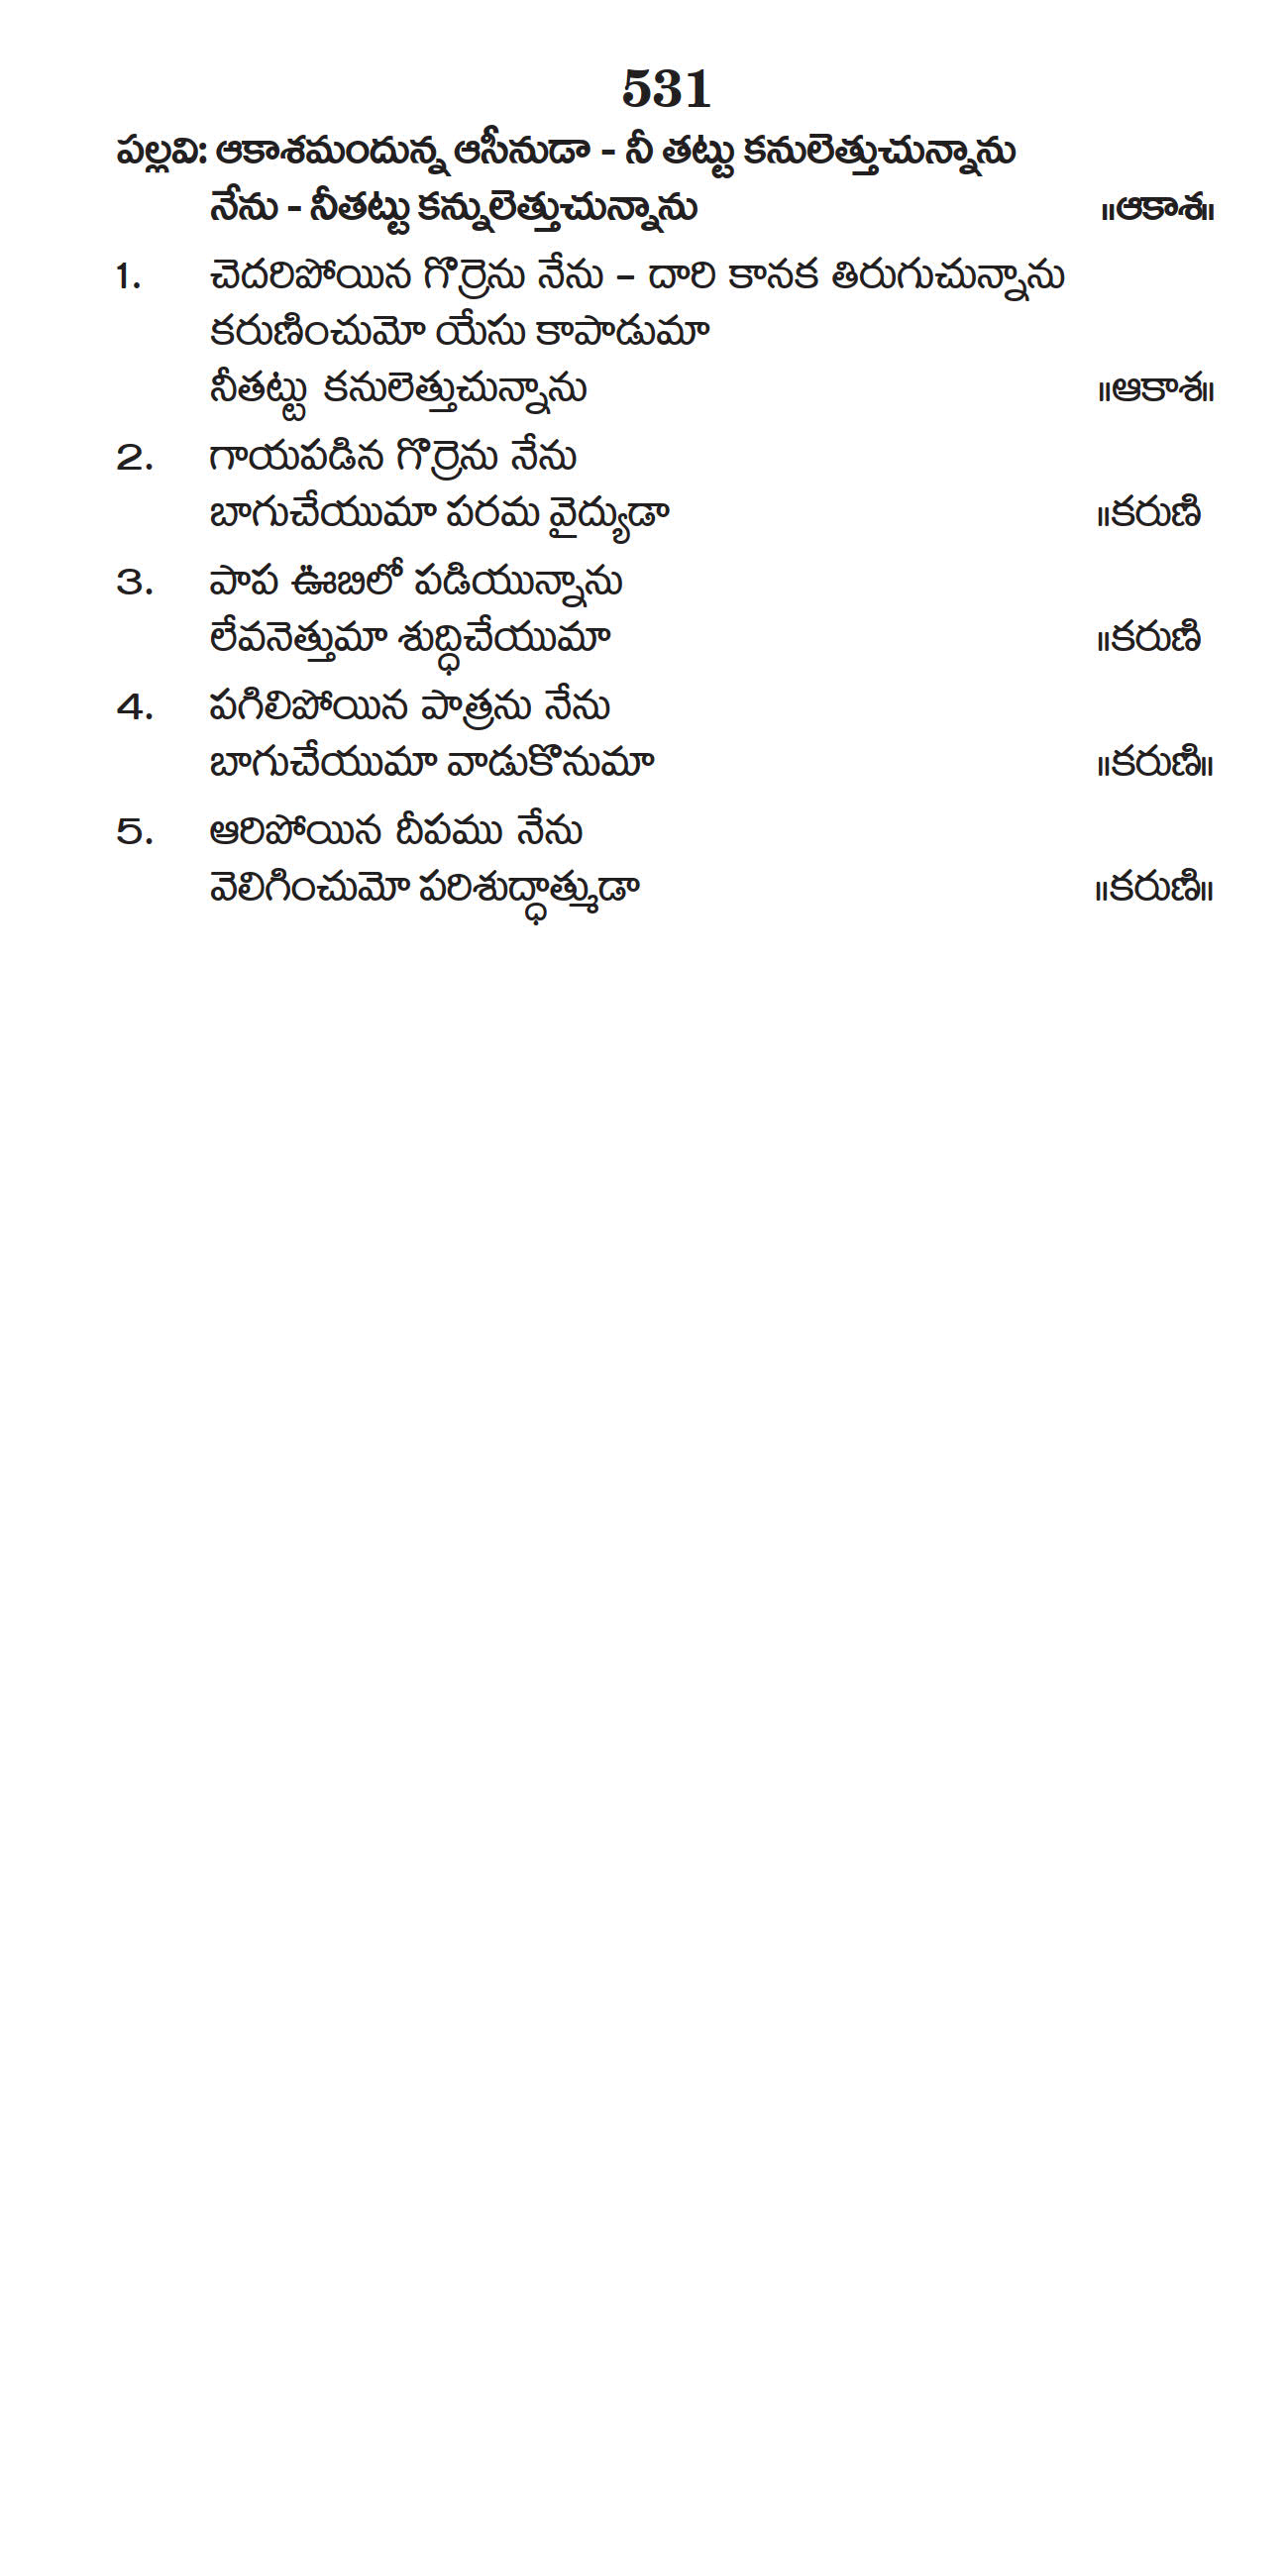 531
పల్లవి: ఆకాశమందున్న ఆసీనుడా - నీ తట్టు కనులెత్తుచున్నాను
నేను - నీతట్టు కన్నులెత్తుచున్నాను ॥ఆకాశ॥
1. చెదరిపోయిన గొర్రెను నేను - దారి కానక తిరుగుచున్నాను
కరుణించుమో యేసు కాపాడుమా
నీతట్టు కనులెత్తుచున్నాను ॥ఆకాశ॥
2. గాయపడిన గొర్రెను నేను
బాగుచేయుమా పరమ వైద్యుడా ॥కరుణి
3. పాప ఊబిలో పడియున్నాను
లేవనెత్తుమా శుద్ధిచేయుమా ॥కరుణి
4. పగిలిపోయిన పాత్రను నేను
బాగుచేయుమా వాడుకొనుమా ॥కరుణి॥
5. ఆరిపోయిన దీపము నేను
వెలిగించుమో పరిశుద్ధాత్ముడా ॥కరుణి॥